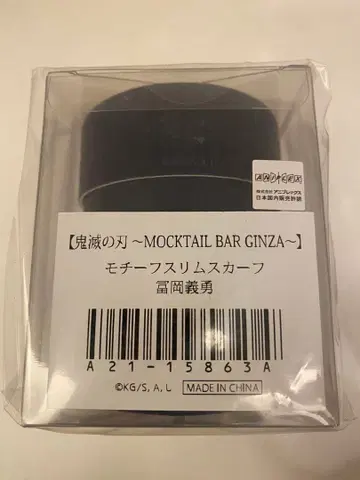 ANIPLEX
株式会社 アニプレックス
日本国内販売許諾
【鬼滅の刃 ～MOCKTAIL BAR GINZA～】
モチーフスリムスカーフ
冨岡義勇
A21-15863A
©KG/S, A, U
MADE IN CHINA